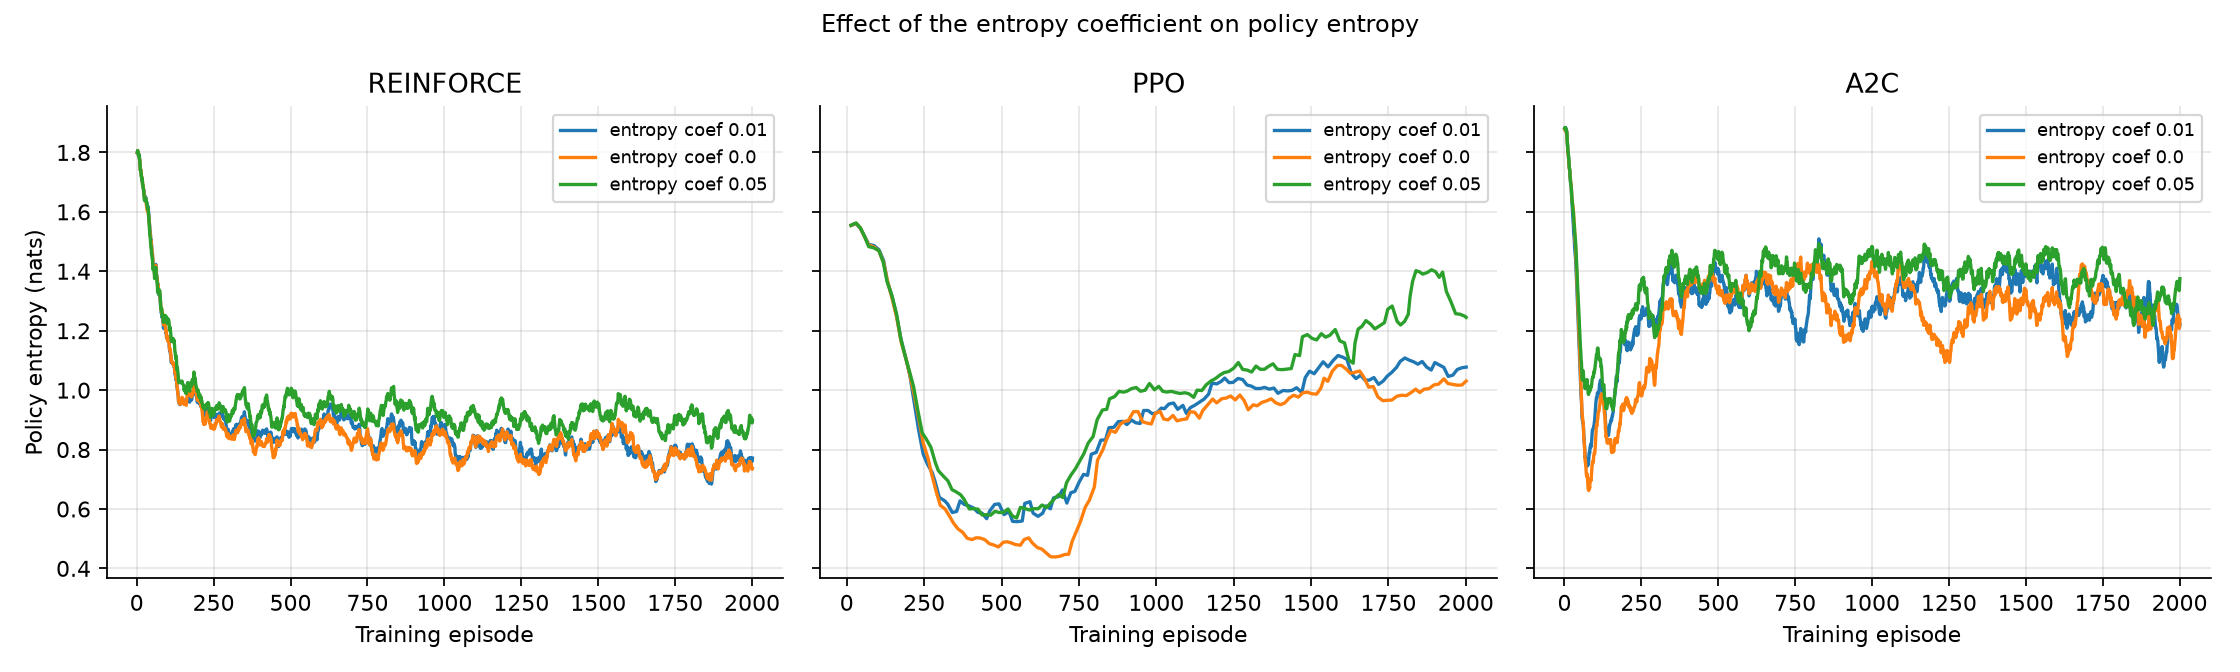 Effect of the entropy coefficient on policy entropy
REINFORCE
Policy entropy (nats)
1.8
1.6
1.4
1.2
1.0
0.8
0.6
0.4
entropy coef 0.01
entropy coef 0.0
entropy coef 0.05
0 250 500 750 1000 1250 1500 1750 2000
Training episode
PPO
entropy coef 0.01
entropy coef 0.0
entropy coef 0.05
0 250 500 750 1000 1250 1500 1750 2000
Training episode
A2C
entropy coef 0.01
entropy coef 0.0
entropy coef 0.05
0 250 500 750 1000 1250 1500 1750 2000
Training episode